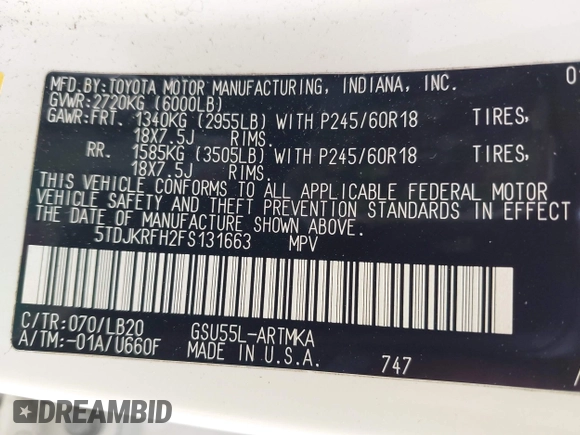 MFD.BY:TOYOTA MOTOR MANUFACTURING, INDIANA, INC. 0
GVWR:2720KG (6000LB)
GAWR:FRT. 1340KG (2955LB) WITH P245/60R18 TIRES,
18X7.5J RIMS.
RR. 1585KG (3505LB) WITH P245/60R18 TIRES,
18X7.5J RIMS.
THIS VEHICLE CONFORMS TO ALL APPLICABLE FEDERAL MOTOR
VEHICLE SAFETY AND THEFT PREVENTION STANDARDS IN EFFECT
THE DATE OF MANUFACTURE SHOWN ABOVE.
5TDJKRFH2FS131663 MPV
C/TR:070/LB20 GSU55L-ARTMKA
A/TM:-01A/U660F MADE IN U.S.A. 747
DREAMBID